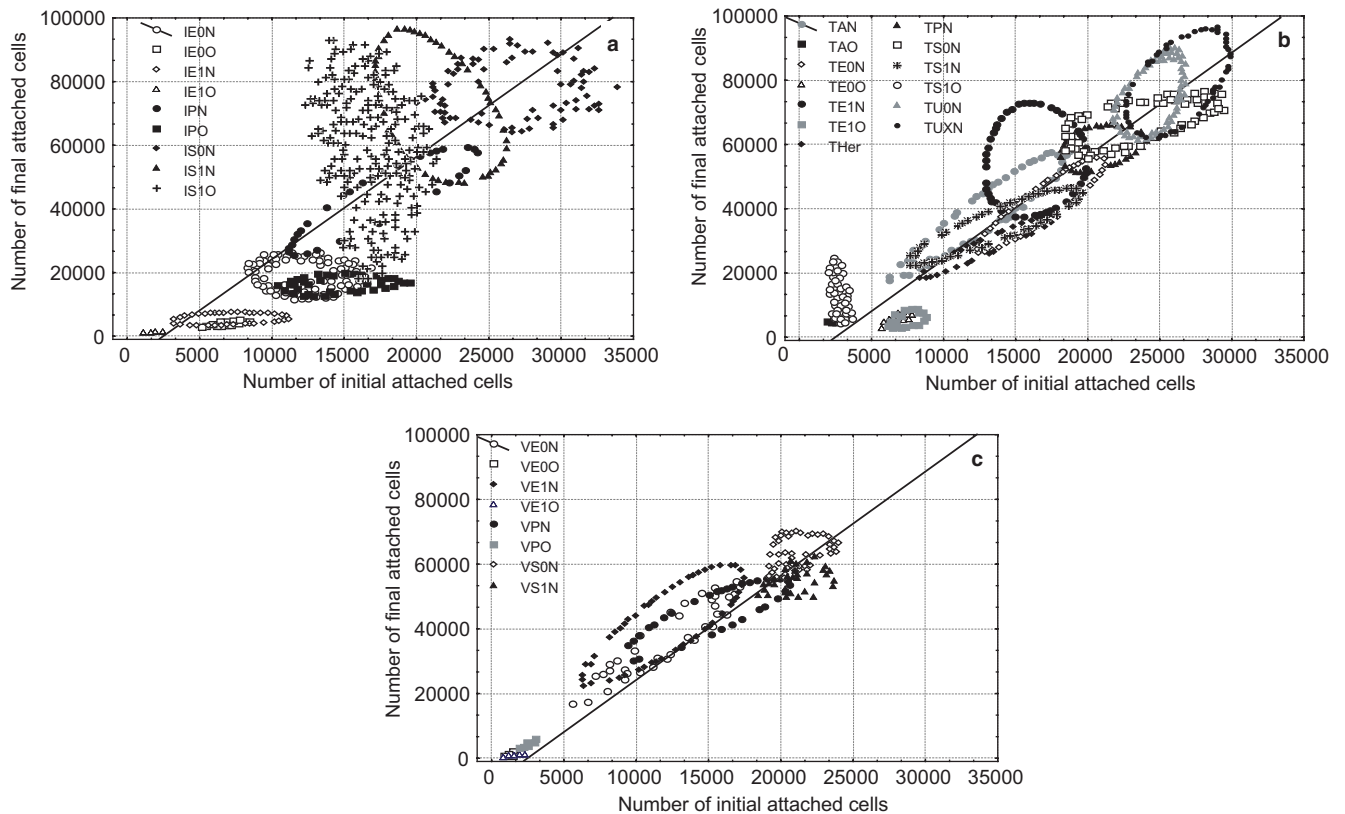 100000
80000
60000
40000
20000
0
Number of final attached cells
IE0N
IE0O
IE1N
IE1O
IPN
IPO
IS0N
IS1N
IS1O
a
0 5000 10000 15000 20000 25000 30000 35000
Number of initial attached cells
100000
80000
60000
40000
20000
0
Number of final attached cells
TAN TPN
TAO TS0N
TE0N TS1N
TE0O TS1O
TE1N TU0N
TE1O TUXN
THer
b
0 5000 10000 15000 20000 25000 30000 35000
Number of initial attached cells
100000
80000
60000
40000
20000
0
Number of final attached cells
VE0N
VE0O
VE1N
VE1O
VPN
VPO
VS0N
VS1N
c
0 5000 10000 15000 20000 25000 30000 35000
Number of initial attached cells